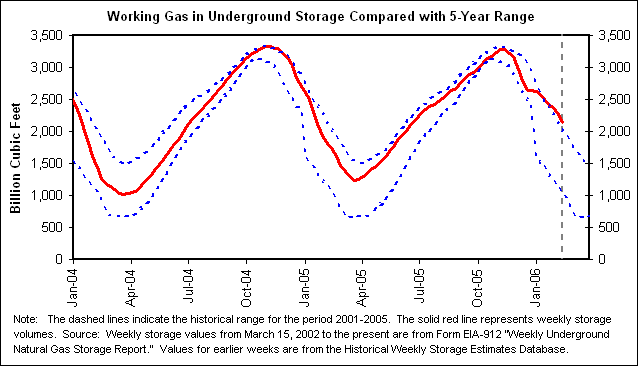 Working Gas in Underground Storage Compared with 5-Year Range
Billion Cubic Feet
3,500
3,000
2,500
2,000
1,500
1,000
500
0
3,500
3,000
2,500
2,000
1,500
1,000
500
0
Jan-04
Apr-04
Jul-04
Oct-04
Jan-05
Apr-05
Jul-05
Oct-05
Jan-06
Note: The dashed lines indicate the historical range for the period 2001-2005. The solid red line represents weekly storage
volumes. Source: Weekly storage values from March 15, 2002 to the present are from Form EIA-912 "Weekly Underground
Natural Gas Storage Report." Values for earlier weeks are from the Historical Weekly Storage Estimates Database.